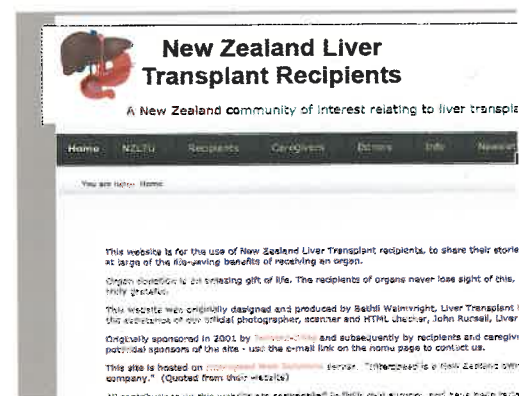 New Zealand Liver
Transplant Recipients
A New Zealand community of interest relating to liver transpla
Home NZLTU Recipients Caregivers Donors Info Newslet
You are here: Home
This website is for the use of New Zealand Liver Transplant recipients, to share their storie
at large of the life-saving benefits of receiving an organ.
Organ donation is an amazing gift of life. The recipients of organs never lose sight of this,
truly grateful.
This website was originally designed and produced by Wainwright, Liver Transplant
the assistance of our official photographer, scanner and HTML checker, John Russell, Liver
Originally sponsored in 2001 by and subsequently by recipients and caregive
potential sponsors of the site - use the e-mail link on the home page to contact us.
This site is hosted on server. "Interspeed is a New Zealand own
company." (Quoted from their website)